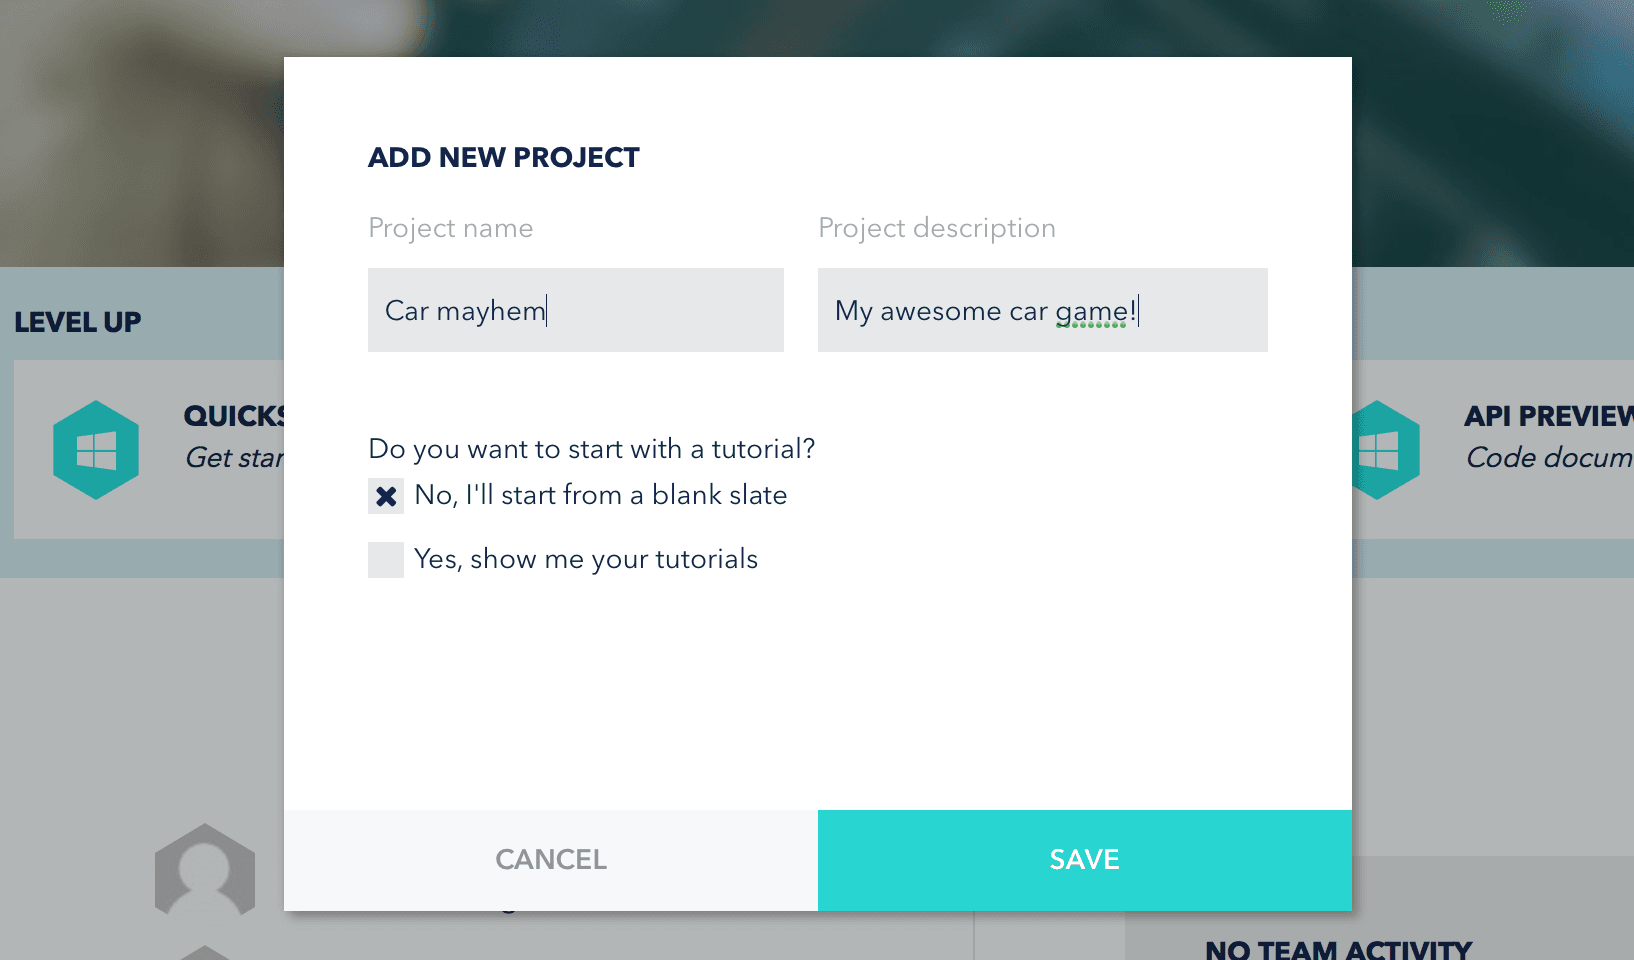 ADD NEW PROJECT
Project name
Project description
Car mayhem
My awesome car game!
Do you want to start with a tutorial?
No, I'll start from a blank slate
Yes, show me your tutorials
CANCEL
SAVE
LEVEL UP
QUICKS
Get star
API PREVIEW
Code docum
NO TEAM ACTIVITY